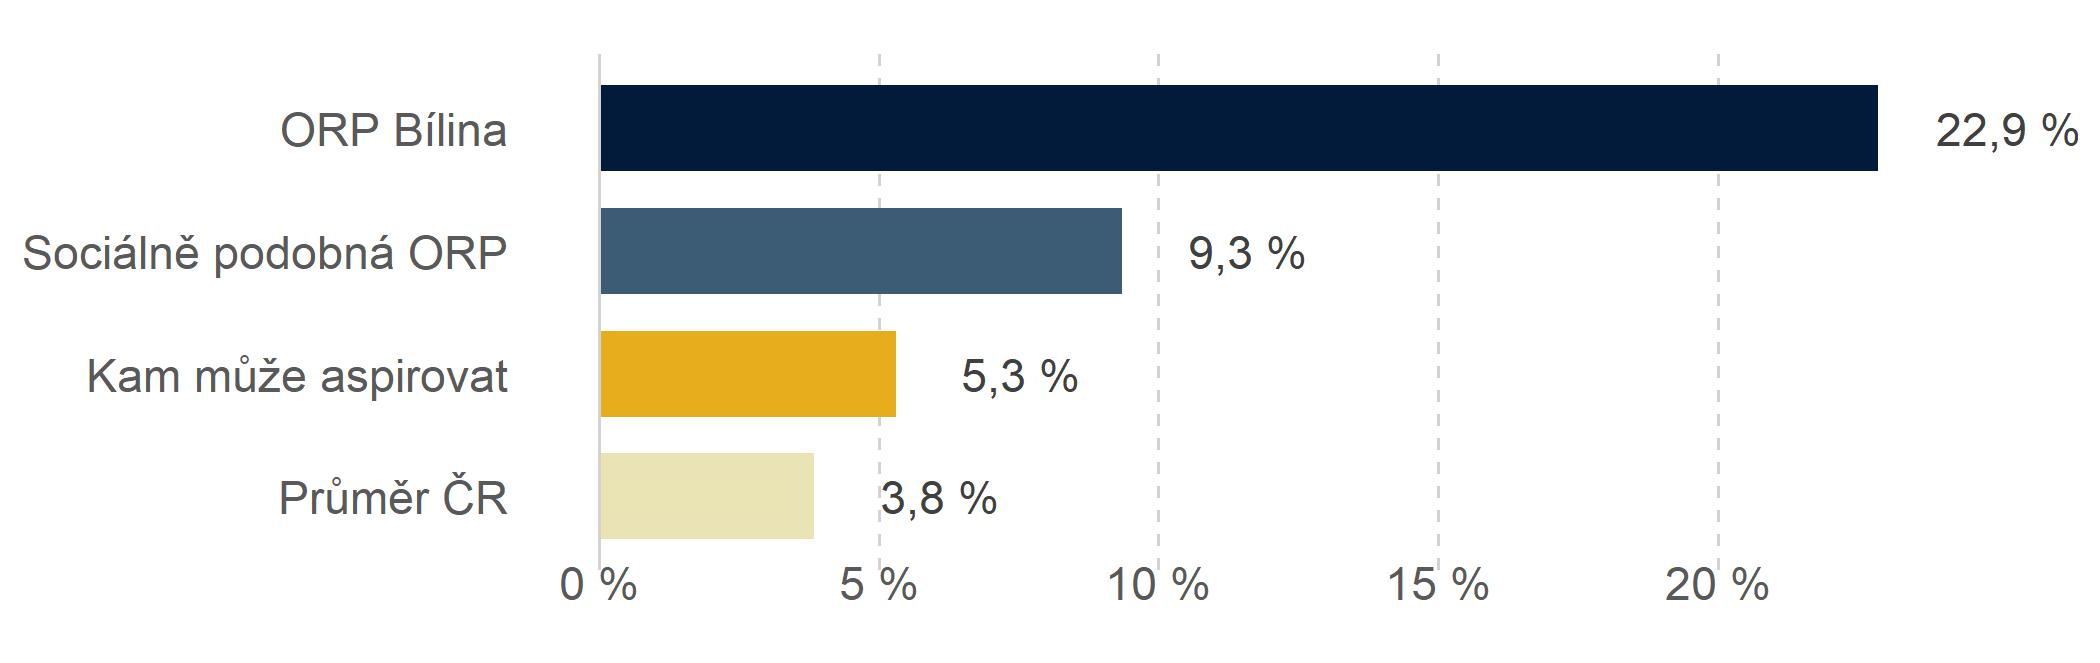 ORP Bílina 22,9 %
Sociálně podobná ORP 9,3 %
Kam může aspirovat 5,3 %
Průměr ČR 3,8 %
0 % 5 % 10 % 15 % 20 %